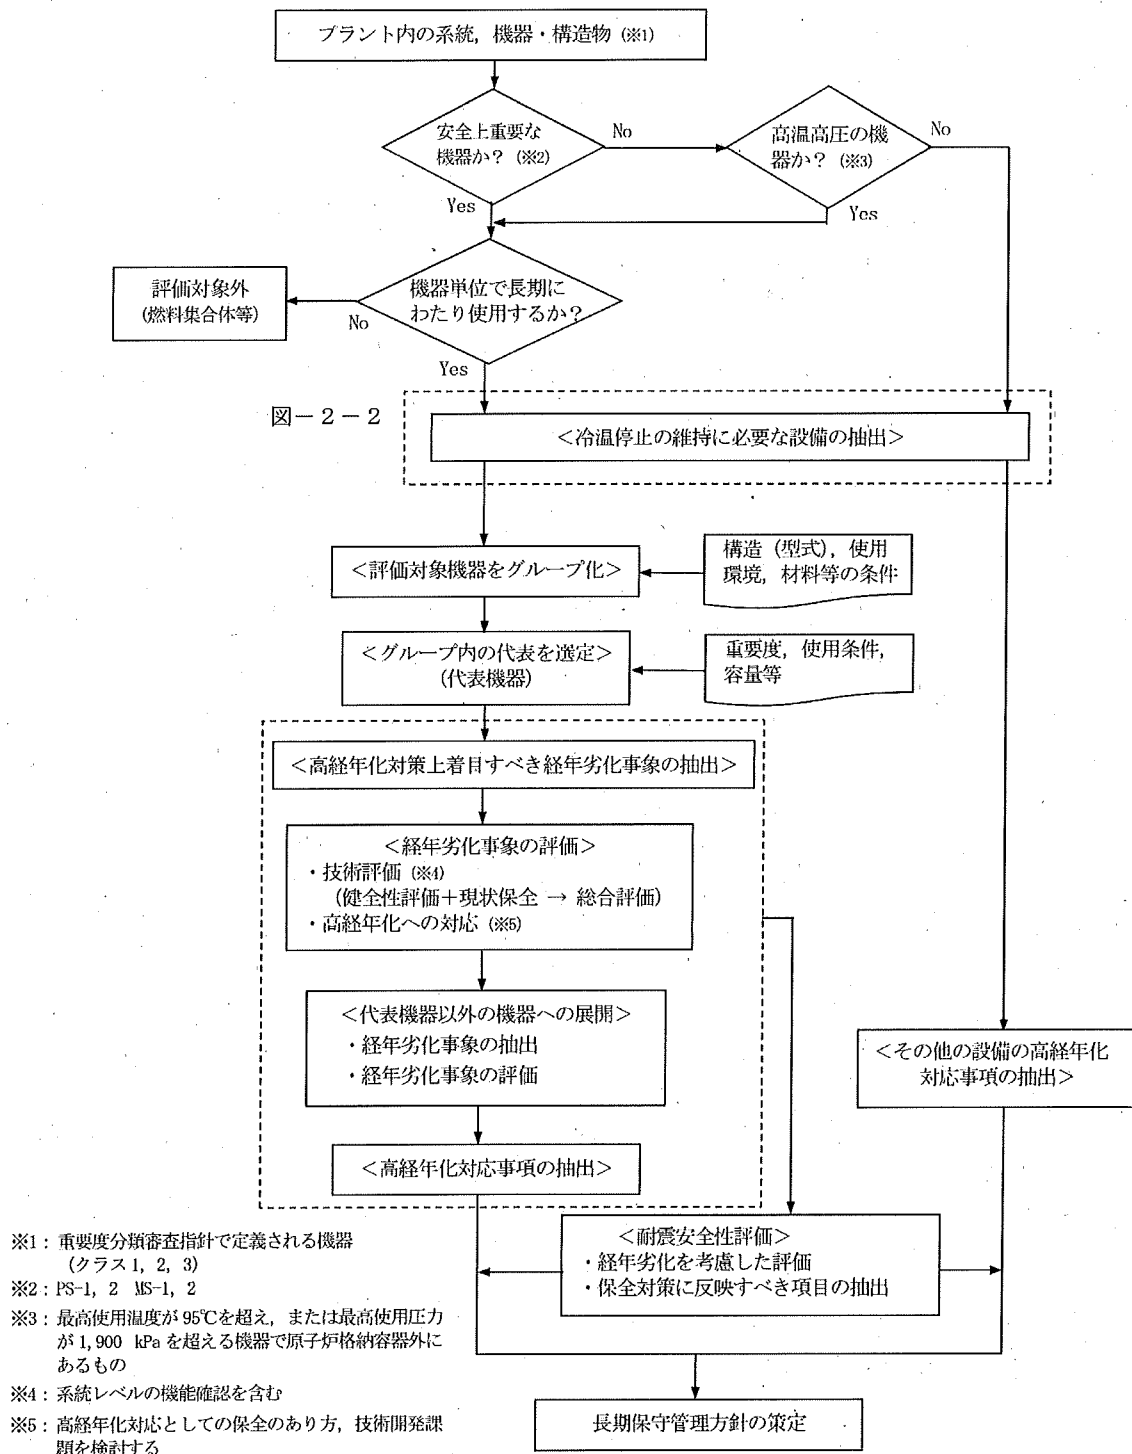 プラント内の系統，機器・構造物 (※1)
安全上重要な
機器か？ (※2)
No
高温高圧の機
器か？ (※3)
No
Yes
Yes
評価対象外
(燃料集合体等)
No
機器単位で長期に
わたり使用するか？
Yes
図－２－２
＜冷温停止の維持に必要な設備の抽出＞
＜評価対象機器をグループ化＞
構造（型式），使用
環境，材料等の条件
＜グループ内の代表を選定＞
(代表機器)
重要度，使用条件，
容量等
＜高経年化対策上着目すべき経年劣化事象の抽出＞
＜経年劣化事象の評価＞
・技術評価 (※4)
(健全性評価＋現状保全 → 総合評価)
・高経年化への対応 (※5)
＜代表機器以外の機器への展開＞
・経年劣化事象の抽出
・経年劣化事象の評価
＜その他の設備の高経年化
対応事項の抽出＞
＜高経年化対応事項の抽出＞
＜耐震安全性評価＞
・経年劣化を考慮した評価
・保全対策に反映すべき項目の抽出
長期保守管理方針の策定
※1：重要度分類審査指針で定義される機器
(クラス1, 2, 3)
※2：PS-1, 2 MS-1, 2
※3：最高使用温度が95℃を超え，または最高使用圧力
が1,900 kPaを超える機器で原子炉格納容器外に
あるもの
※4：系統レベルの機能確認を含む
※5：高経年化対応としての保全のあり方，技術開発課
題を検討する